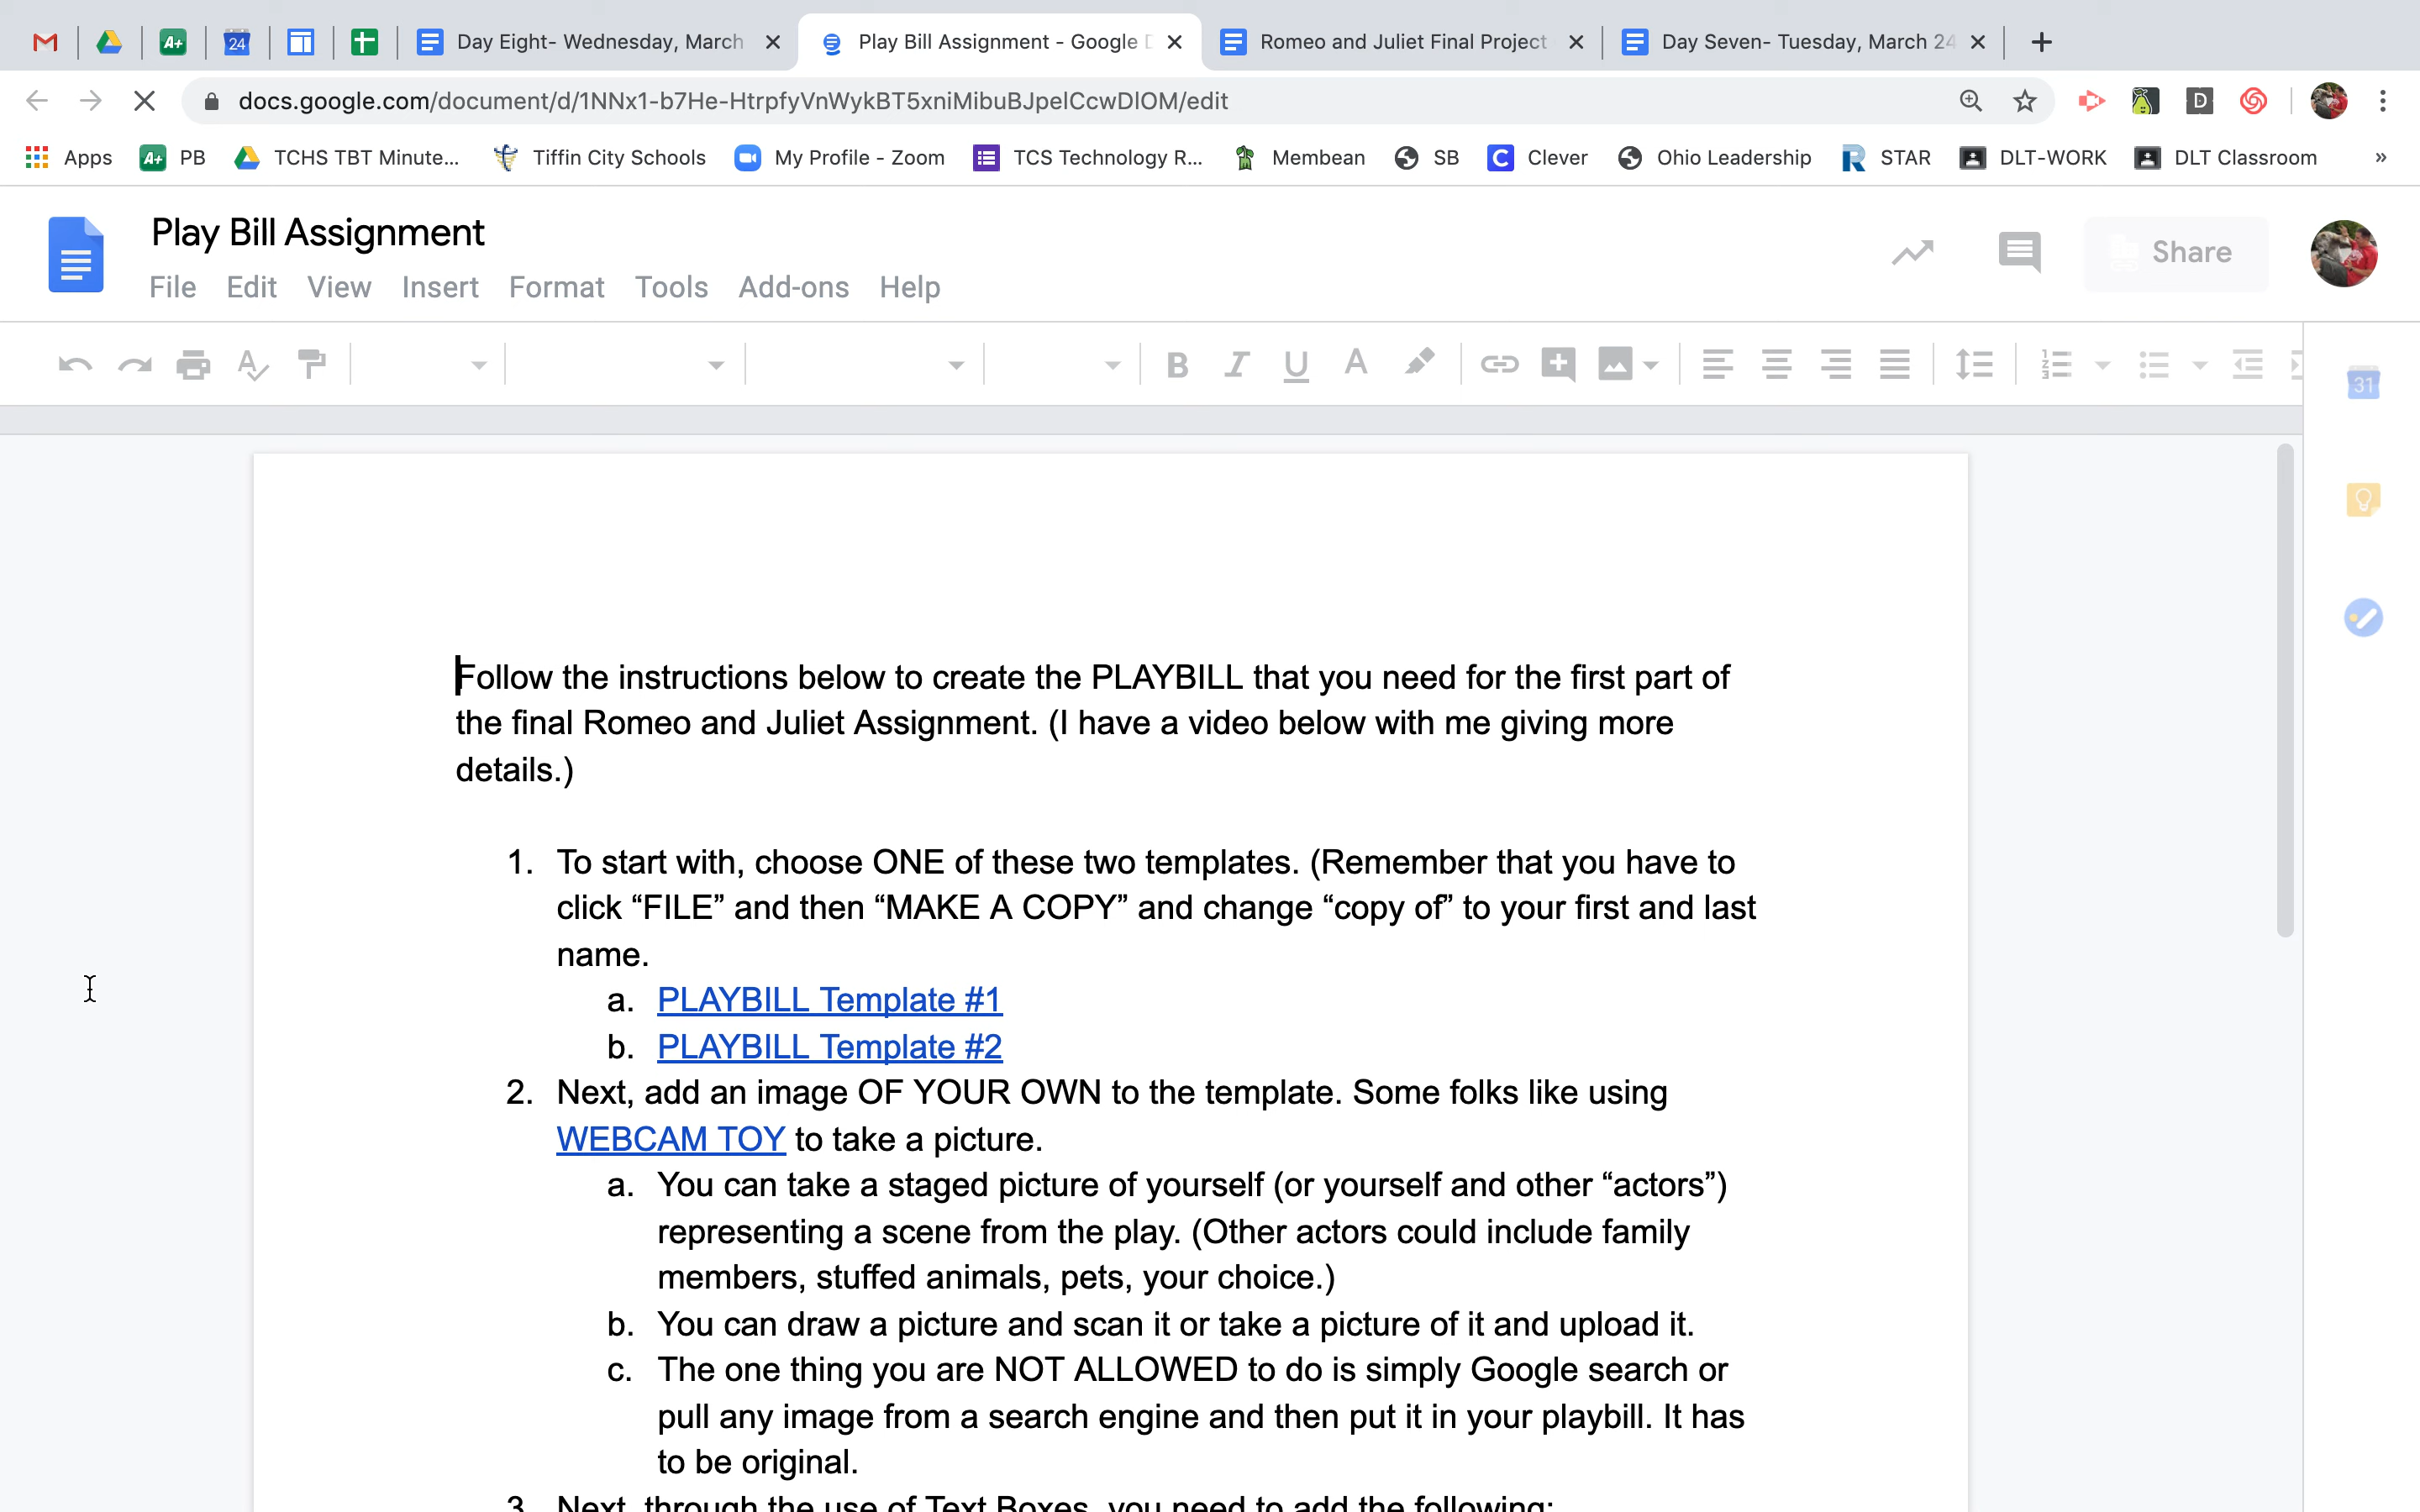 Day Eight- Wednesday, March
Play Bill Assignment - Google
Romeo and Juliet Final Project
Day Seven- Tuesday, March 24
docs.google.com/document/d/1NNx1-b7He-HtrpfyVnWykBT5xniMibuBJpelCcwDlOM/edit
Apps A+ PB TCHS TBT Minute... Tiffin City Schools My Profile - Zoom TCS Technology R... Membean SB C Clever Ohio Leadership STAR DLT-WORK DLT Classroom »
Play Bill Assignment
File Edit View Insert Format Tools Add-ons Help
Share
31
Follow the instructions below to create the PLAYBILL that you need for the first part of
the final Romeo and Juliet Assignment. (I have a video below with me giving more
details.)
1. To start with, choose ONE of these two templates. (Remember that you have to
click “FILE” and then “MAKE A COPY” and change “copy of” to your first and last
name.
a. PLAYBILL Template #1
b. PLAYBILL Template #2
2. Next, add an image OF YOUR OWN to the template. Some folks like using
WEBCAM TOY to take a picture.
a. You can take a staged picture of yourself (or yourself and other “actors”)
representing a scene from the play. (Other actors could include family
members, stuffed animals, pets, your choice.)
b. You can draw a picture and scan it or take a picture of it and upload it.
c. The one thing you are NOT ALLOWED to do is simply Google search or
pull any image from a search engine and then put it in your playbill. It has
to be original.
3. Next, through the use of Text Boxes, you need to add the following: